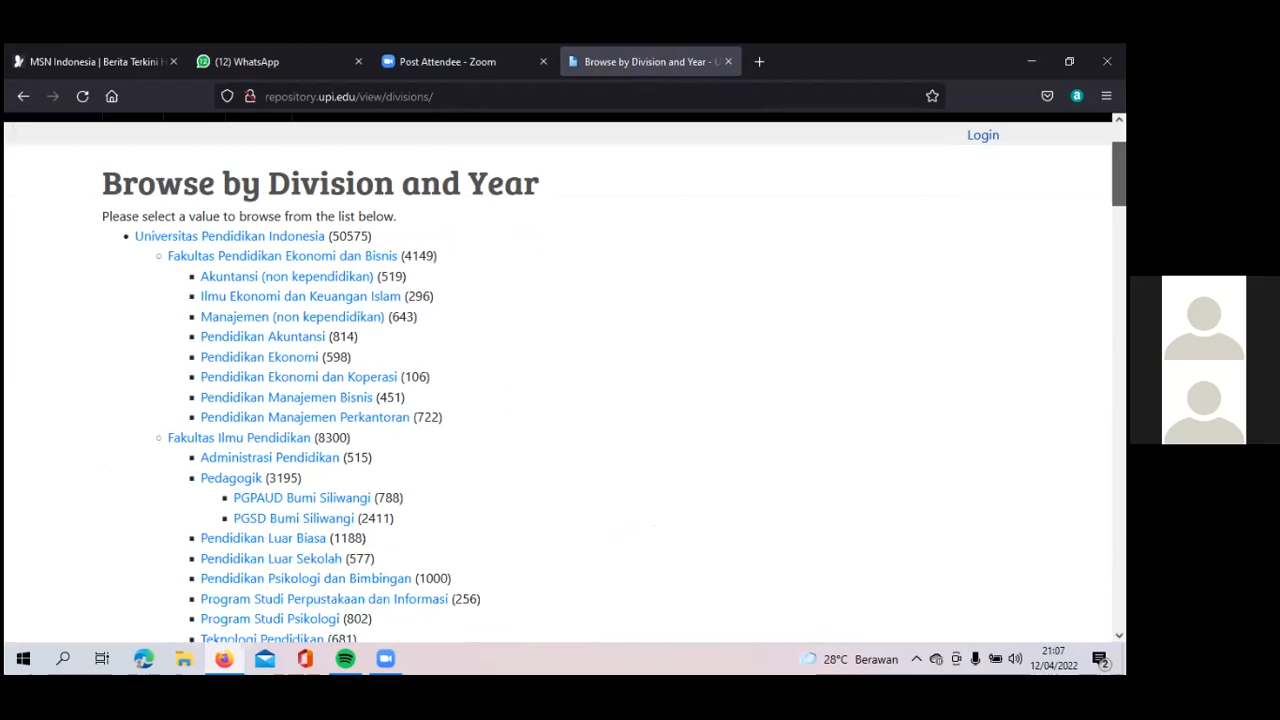 MSN Indonesia | Berita Terkini H
(12) WhatsApp
Post Attendee - Zoom
Browse by Division and Year - U
repository.upi.edu/view/divisions/
Login
Browse by Division and Year
Please select a value to browse from the list below.
Universitas Pendidikan Indonesia (50575)
Fakultas Pendidikan Ekonomi dan Bisnis (4149)
Akuntansi (non kependidikan) (519)
Ilmu Ekonomi dan Keuangan Islam (296)
Manajemen (non kependidikan) (643)
Pendidikan Akuntansi (814)
Pendidikan Ekonomi (598)
Pendidikan Ekonomi dan Koperasi (106)
Pendidikan Manajemen Bisnis (451)
Pendidikan Manajemen Perkantoran (722)
Fakultas Ilmu Pendidikan (8300)
Administrasi Pendidikan (515)
Pedagogik (3195)
PGPAUD Bumi Siliwangi (788)
PGSD Bumi Siliwangi (2411)
Pendidikan Luar Biasa (1188)
Pendidikan Luar Sekolah (577)
Pendidikan Psikologi dan Bimbingan (1000)
Program Studi Perpustakaan dan Informasi (256)
Program Studi Psikologi (802)
Teknologi Pendidikan (681)
28°C Berawan
21:07
12/04/2022
2